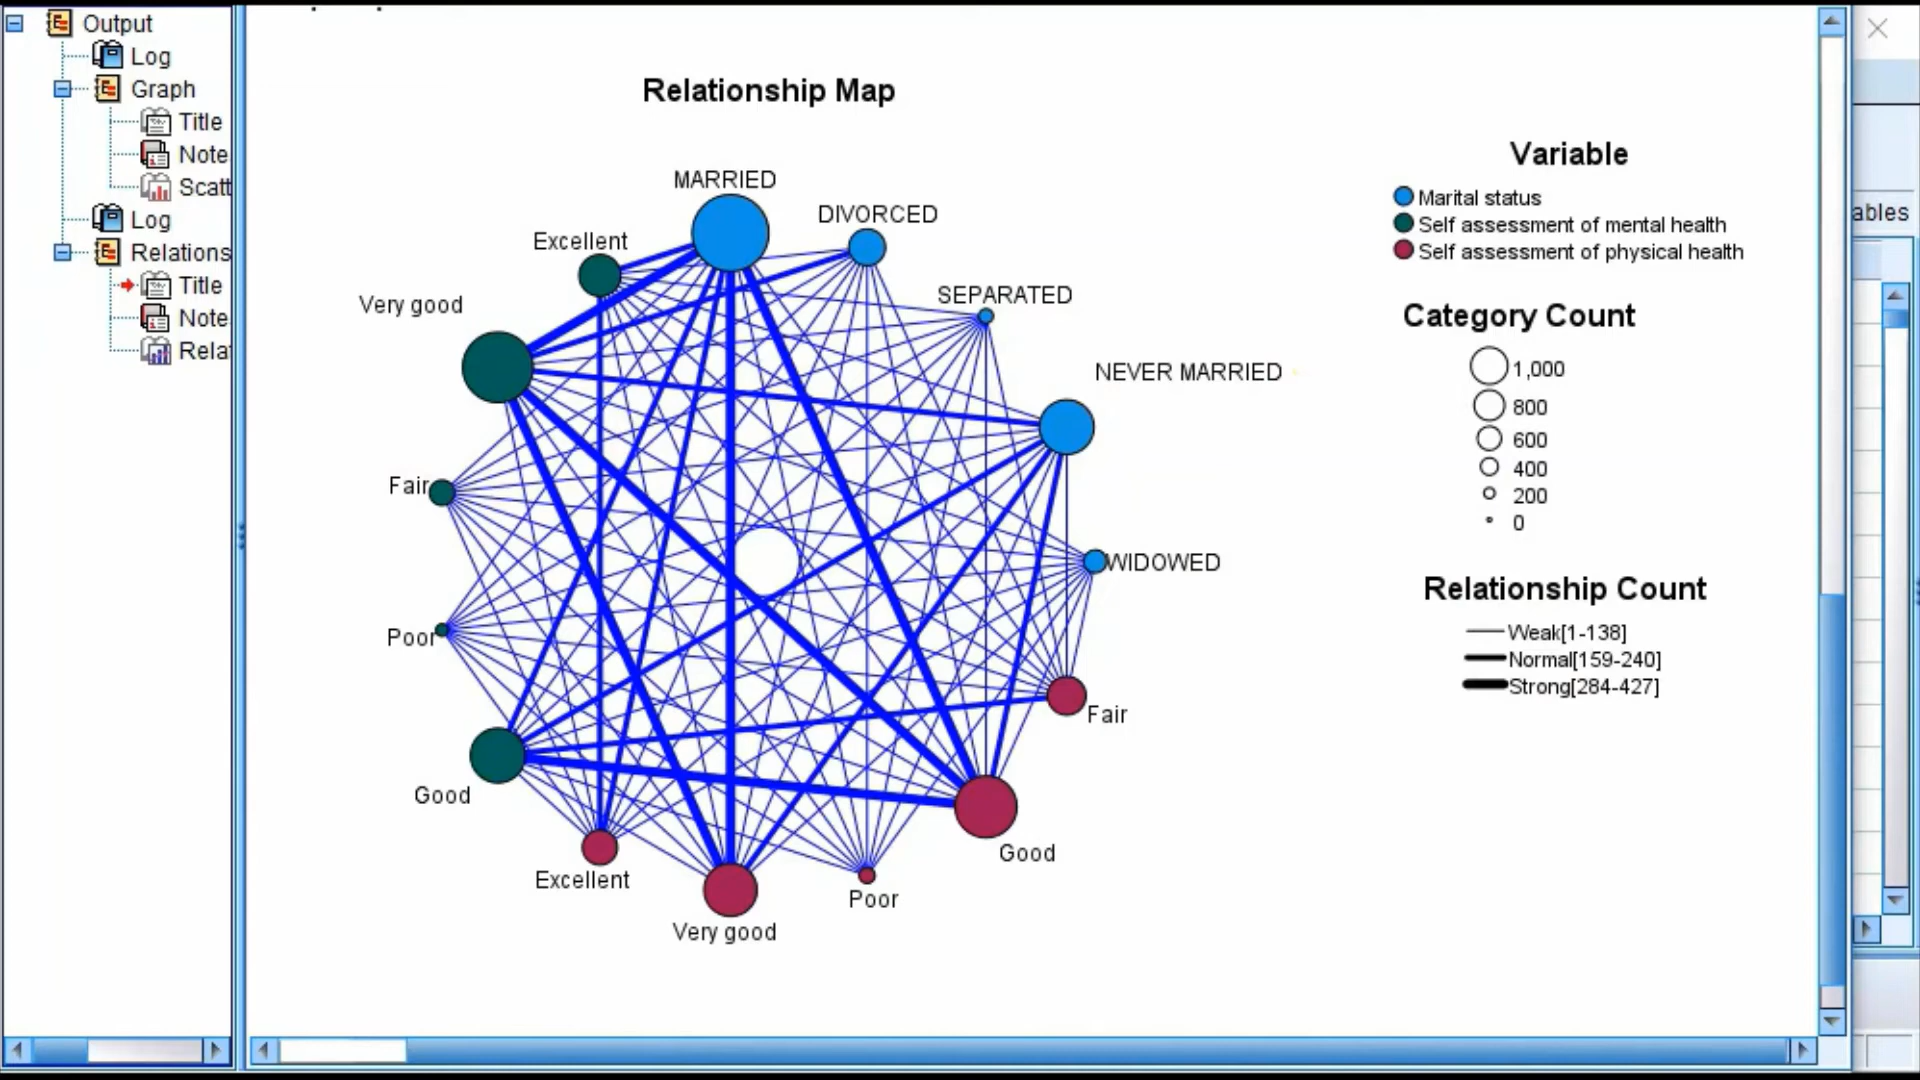 Output
Log
Graph
Title
Note
Scatt
Log
Relations
Title
Note
Rela
Relationship Map
MARRIED
DIVORCED
Excellent
SEPARATED
Very good
NEVER MARRIED
Fair
WIDOWED
Poor
Fair
Good
Good
Excellent
Poor
Very good
Variable
Marital status
Self assessment of mental health
Self assessment of physical health
Category Count
1,000
800
600
400
200
0
Relationship Count
Weak[1-138]
Normal[159-240]
Strong[284-427]
ables